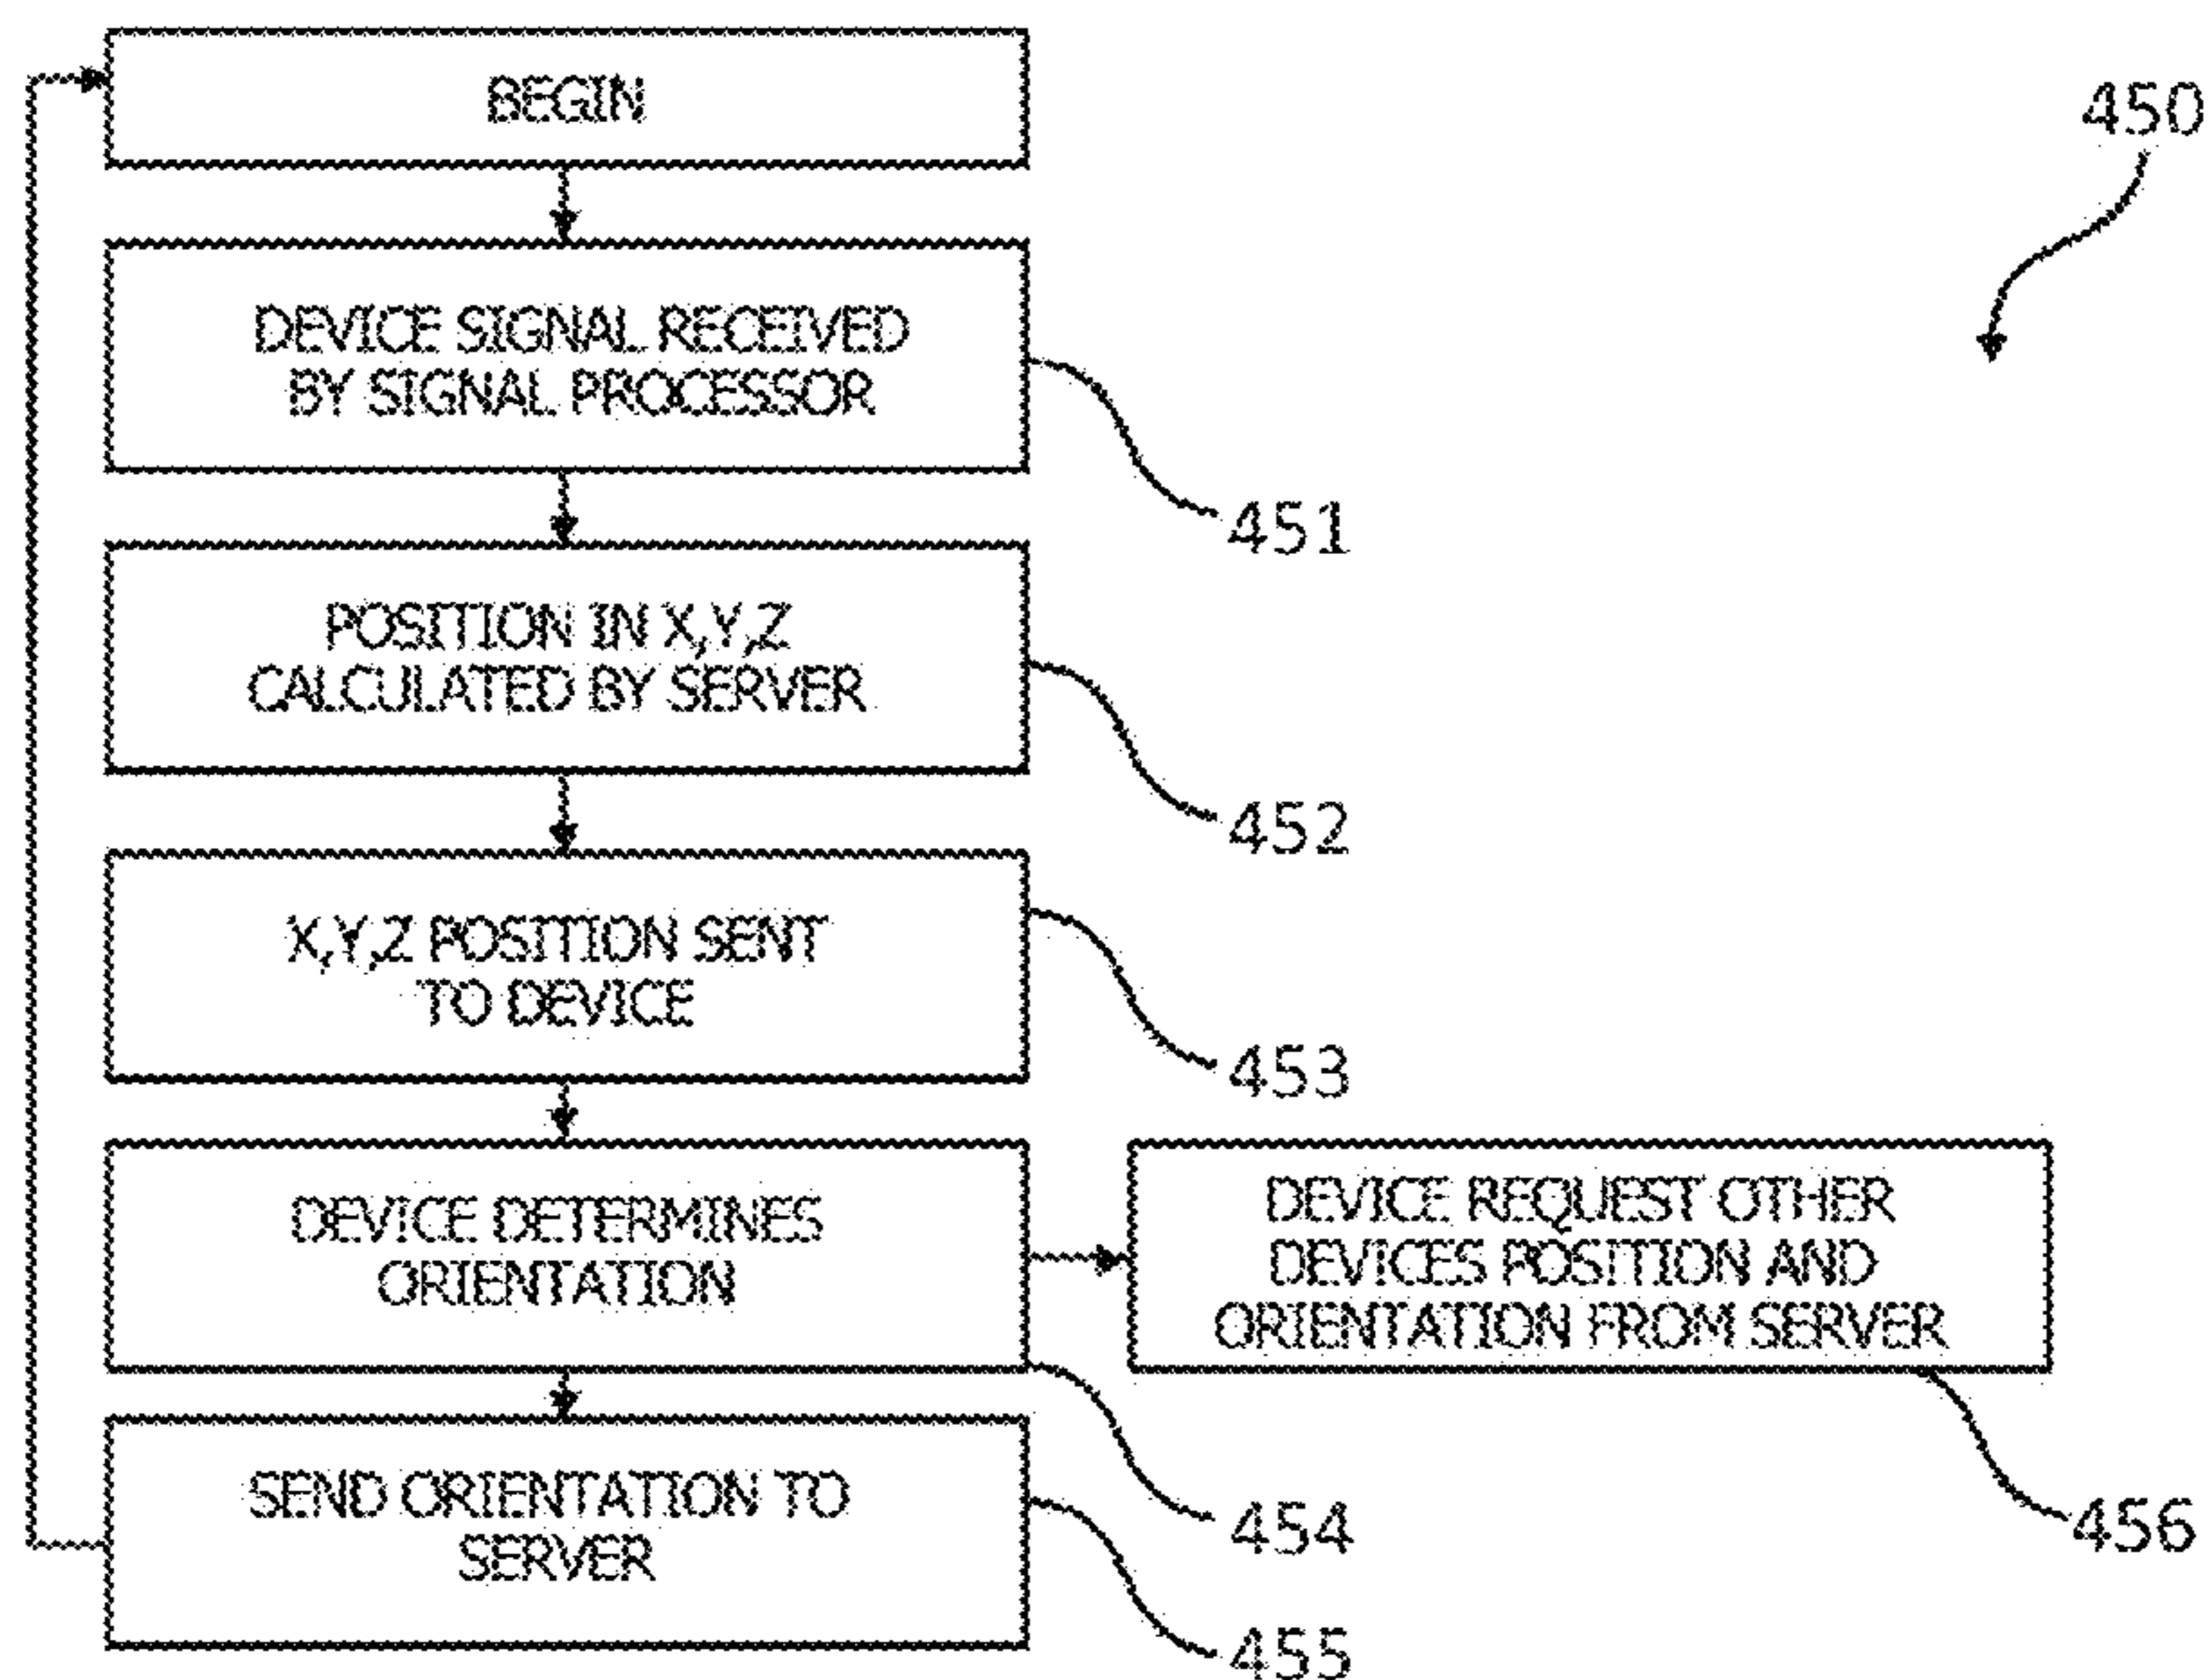 BEGIN
450
DEVICE SIGNAL RECEIVED
BY SIGNAL PROCESSOR
451
POSITION IN X,Y,Z
CALCULATED BY SERVER
452
X,Y,Z POSITION SENT
TO DEVICE
453
DEVICE DETERMINES
ORIENTATION
454
DEVICE REQUEST OTHER
DEVICES POSITION AND
ORIENTATION FROM SERVER
456
SEND ORIENTATION TO
SERVER
455